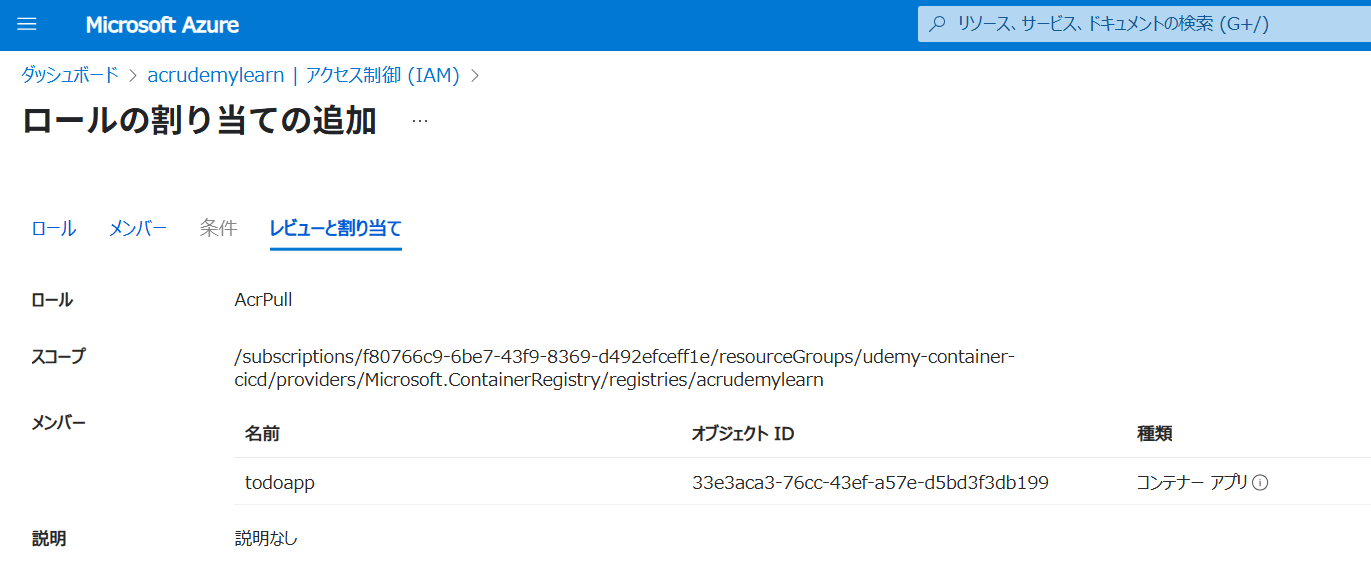 Microsoft Azure
リソース、サービス、ドキュメントの検索 (G+/)
ダッシュボード > acrudemylearn | アクセス制御 (IAM) >
ロールの割り当ての追加 …
ロール メンバー 条件 レビューと割り当て
ロール AcrPull
スコープ /subscriptions/f80766c9-6be7-43f9-8369-d492efceff1e/resourceGroups/udemy-container-
cicd/providers/Microsoft.ContainerRegistry/registries/acrudemylearn
メンバー
名前 オブジェクト ID 種類
todoapp 33e3aca3-76cc-43ef-a57e-d5bd3f3db199 コンテナー アプリ
説明 説明なし